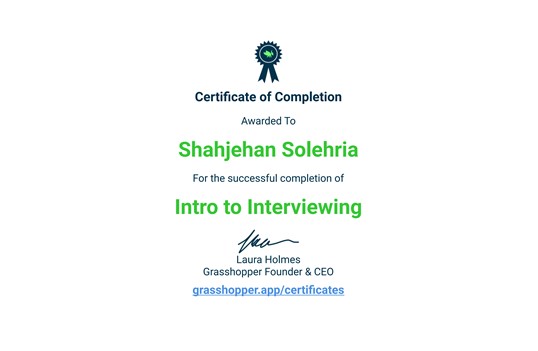 Certificate of Completion
Awarded To
Shahjehan Solehria
For the successful completion of
Intro to Interviewing
Laura Holmes
Grasshopper Founder & CEO
grasshopper.app/certificates